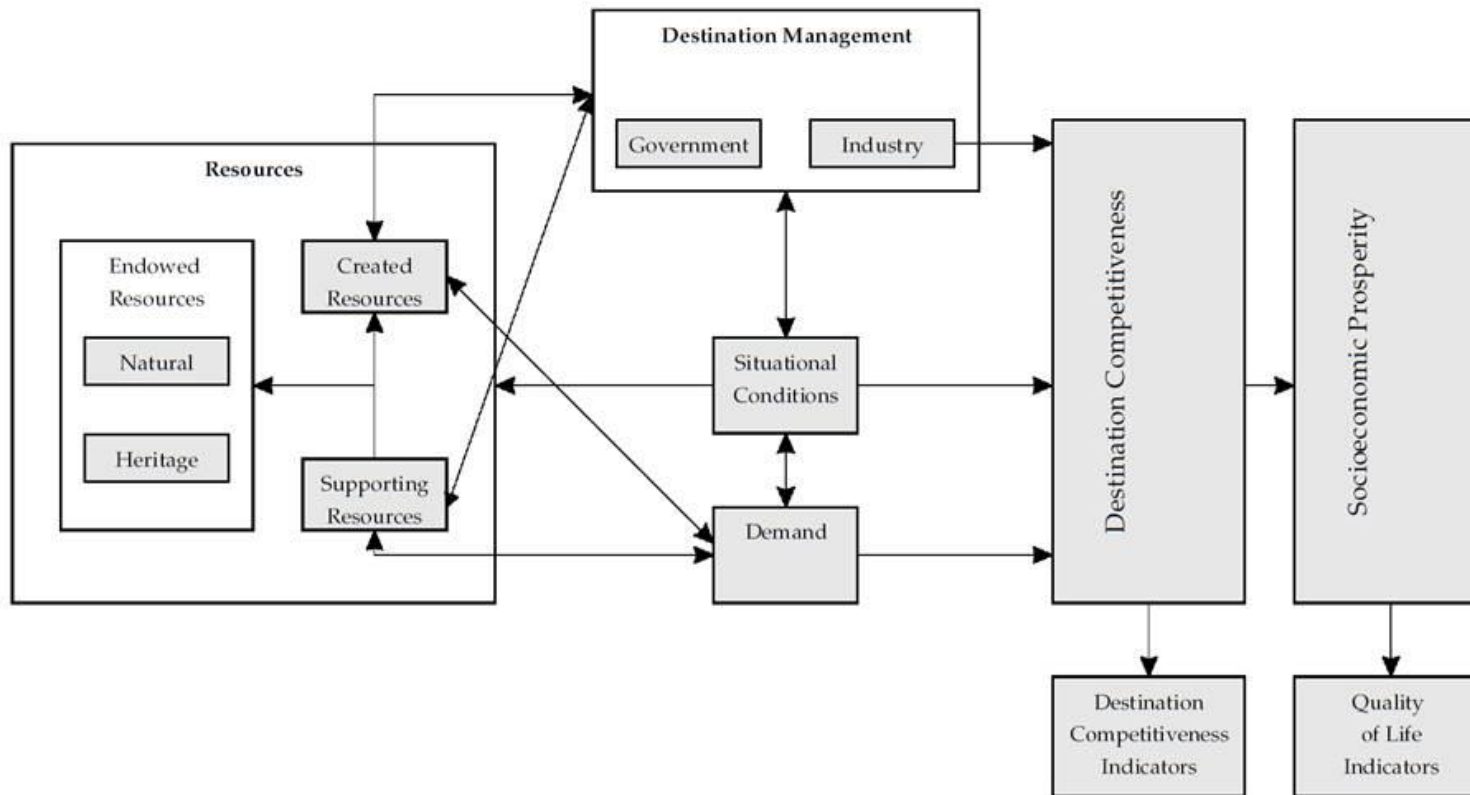 Destination Management
Government
Industry
Resources
Endowed
Resources
Natural
Heritage
Created
Resources
Supporting
Resources
Situational
Conditions
Demand
Destination Competitiveness
Socioeconomic Prosperity
Destination
Competitiveness
Indicators
Quality
of Life
Indicators